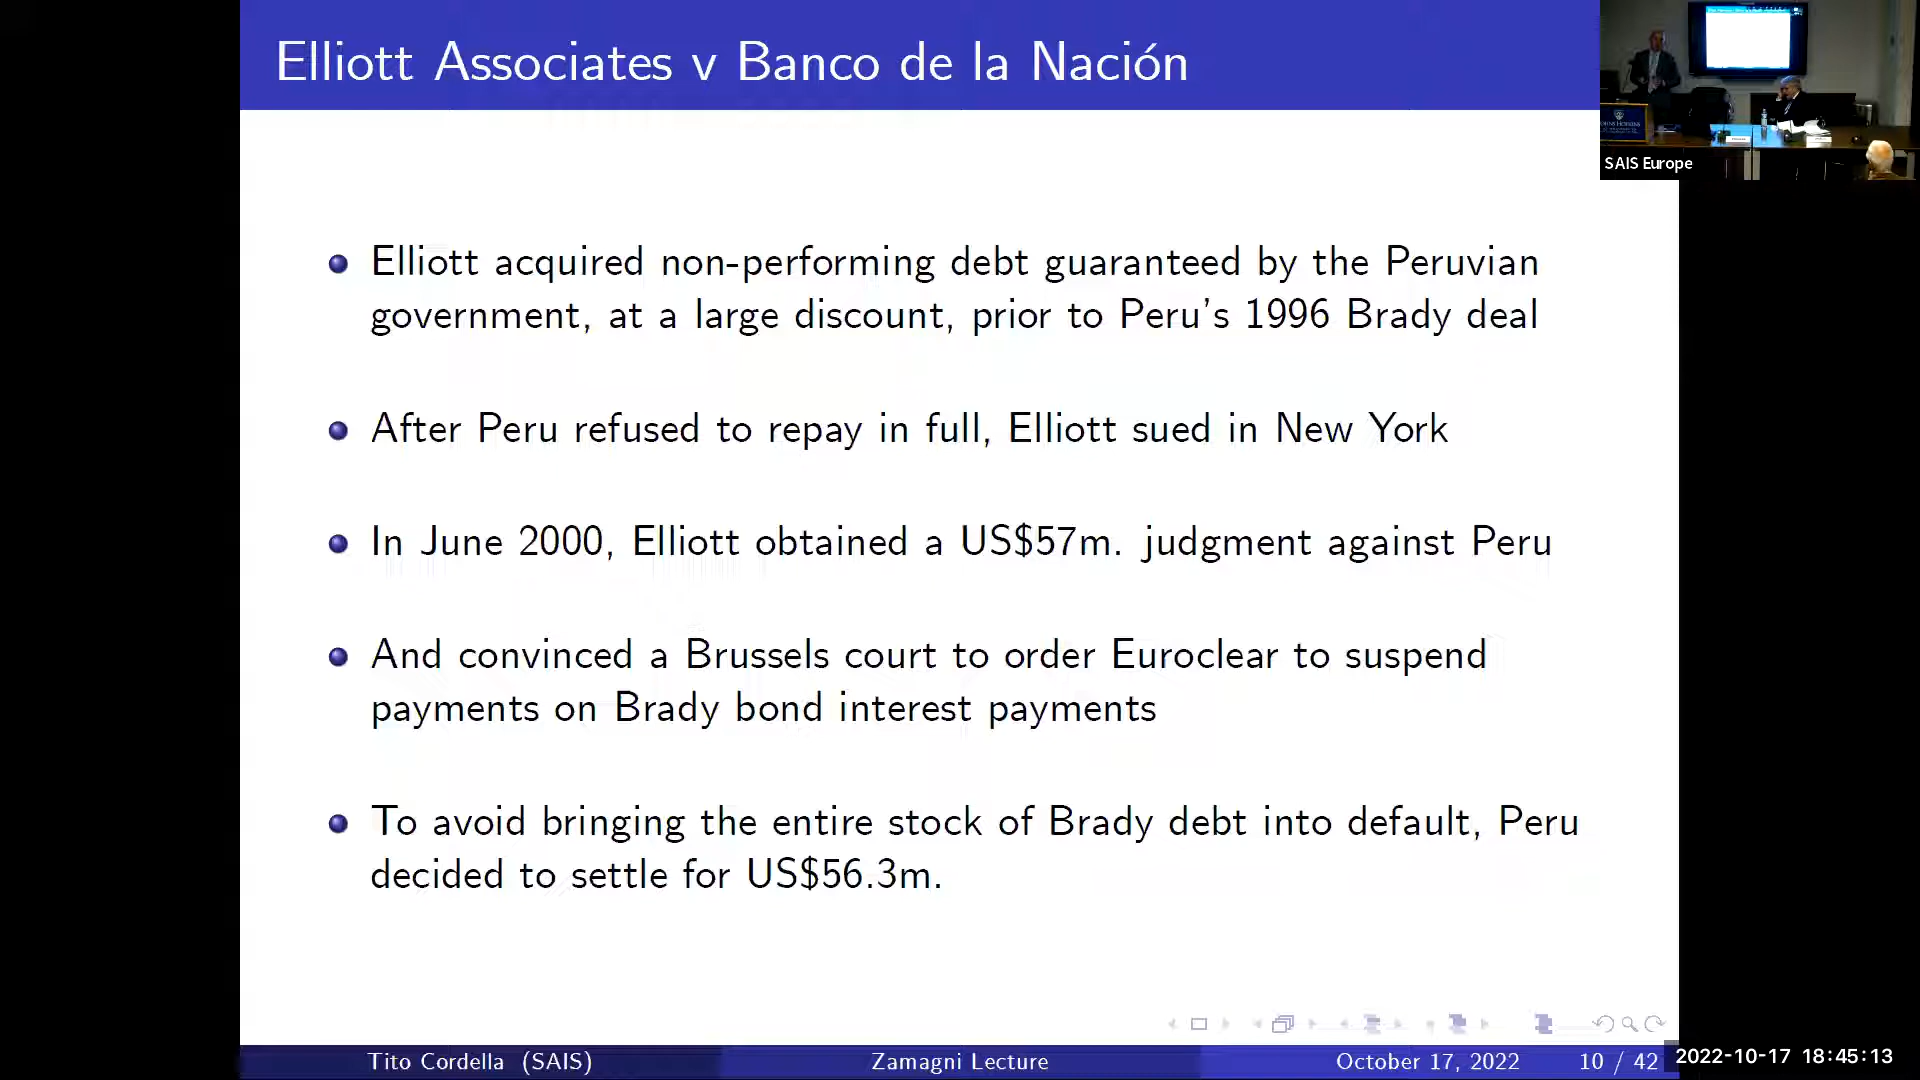 Elliott Associates v Banco de la Nación
SAIS Europe
Elliott acquired non-performing debt guaranteed by the Peruvian
government, at a large discount, prior to Peru's 1996 Brady deal
After Peru refused to repay in full, Elliott sued in New York
In June 2000, Elliott obtained a US$57m. judgment against Peru
And convinced a Brussels court to order Euroclear to suspend
payments on Brady bond interest payments
To avoid bringing the entire stock of Brady debt into default, Peru
decided to settle for US$56.3m.
Tito Cordella (SAIS) Zamagni Lecture October 17, 2022 10 / 42
2022-10-17 18:45:13